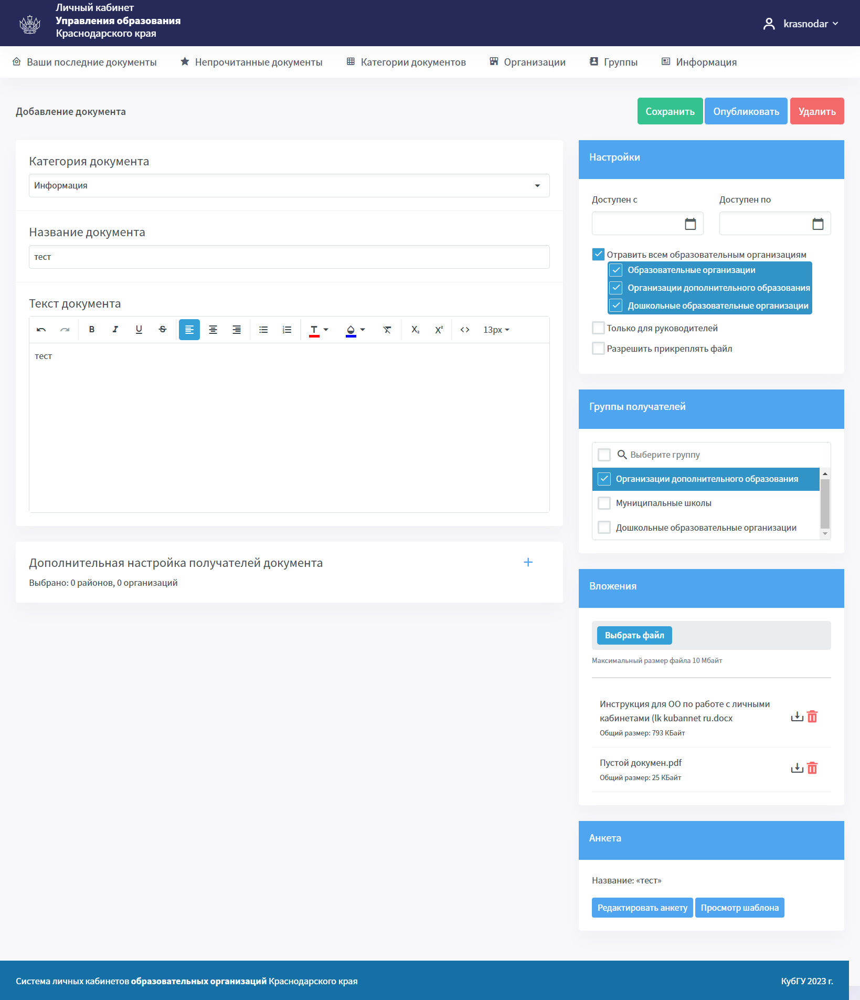 Личный кабинет
Управления образования
Краснодарского края
krasnodar
Ваши последние документы
Непрочитанные документы
Категории документов
Организации
Группы
Информация
Добавление документа
Сохранить
Опубликовать
Удалить
Категория документа
Информация
Название документа
тест
Текст документа
B I U S T X₂ X² <> 13px
тест
Дополнительная настройка получателей документа
Выбрано: 0 районов, 0 организаций
Настройки
Доступен с
Доступен по
Отравить всем образовательным организациям
Образовательные организации
Организации дополнительного образования
Дошкольные образовательные организации
Только для руководителей
Разрешить прикреплять файл
Группы получателей
Выберите группу
Организации дополнительного образования
Муниципальные школы
Дошкольные образовательные организации
Вложения
Выбрать файл
Максимальный размер файла 10 Мбайт
Инструкция для ОО по работе с личными
кабинетами (lk kubannet ru.docx
Общий размер: 793 КБайт
Пустой докумен.pdf
Общий размер: 25 КБайт
Анкета
Название: «тест»
Редактировать анкету
Просмотр шаблона
Система личных кабинетов образовательных организаций Краснодарского края
КубГУ 2023 г.